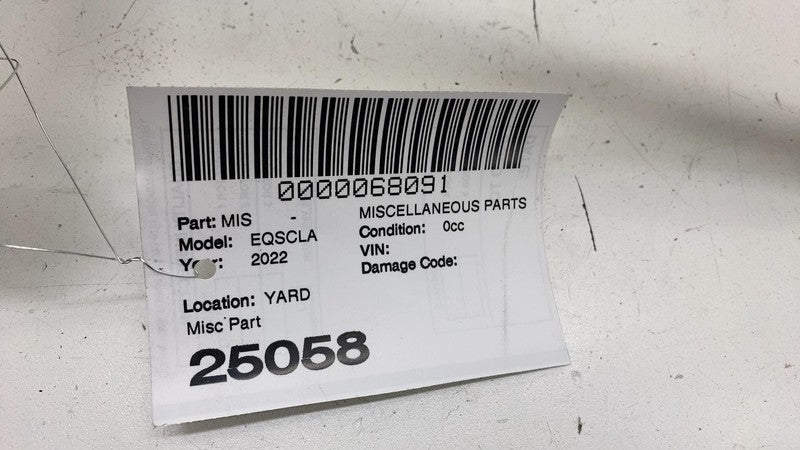 0000068091
Part: MIS - MISCELLANEOUS PARTS
Model: EQSCLA Condition: 0cc
Year: 2022 VIN:
Damage Code:
Location: YARD
Misc Part
25058